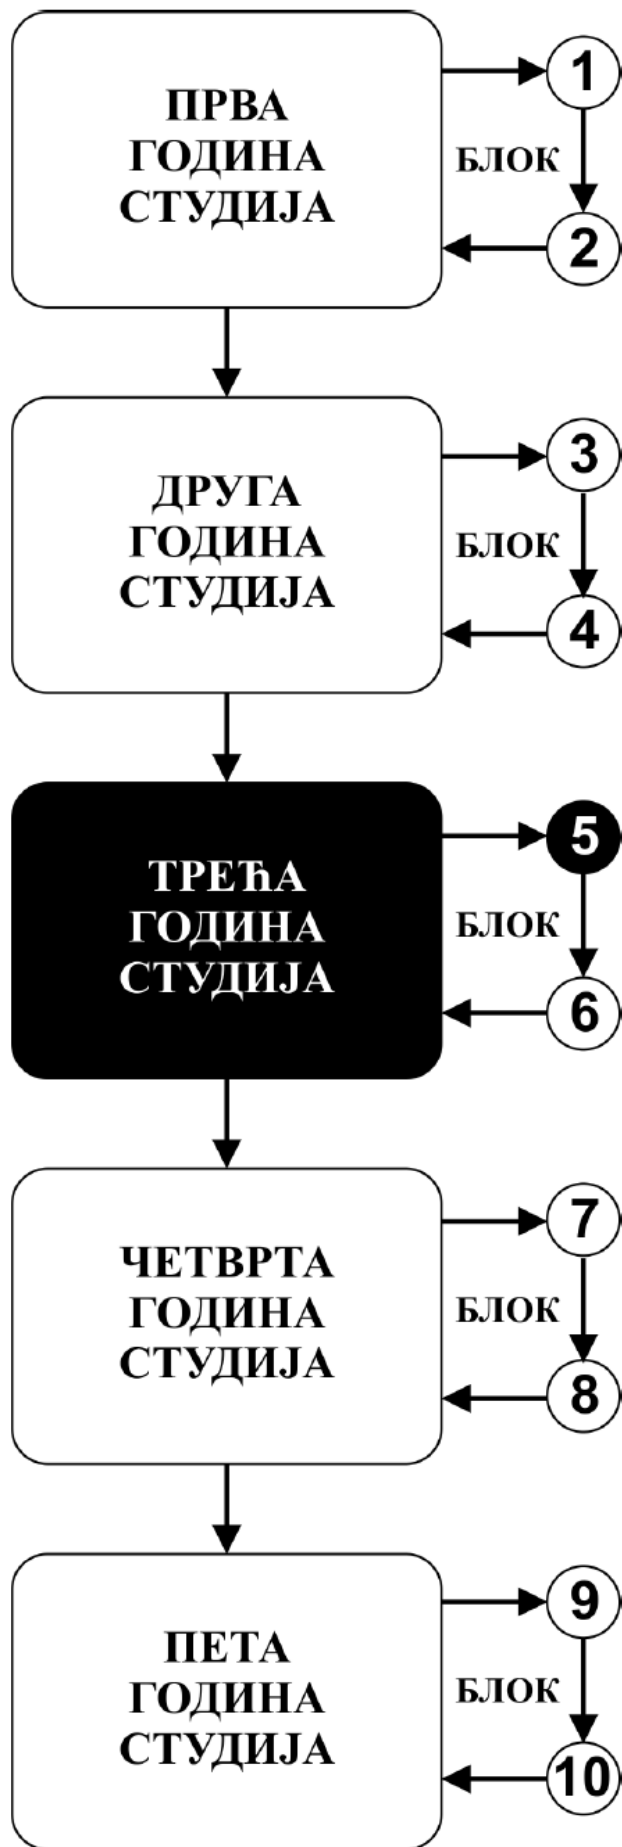 ПРВА
ГОДИНА
СТУДИЈА
1
БЛОК
2
ДРУГА
ГОДИНА
СТУДИЈА
3
БЛОК
4
ТРЕЋА
ГОДИНА
СТУДИЈА
5
БЛОК
6
ЧЕТВРТА
ГОДИНА
СТУДИЈА
7
БЛОК
8
ПЕТА
ГОДИНА
СТУДИЈА
9
БЛОК
10